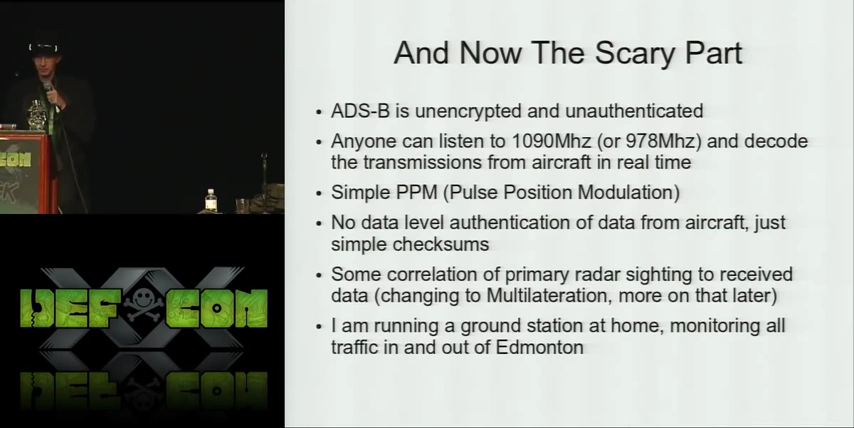 And Now The Scary Part
• ADS-B is unencrypted and unauthenticated
• Anyone can listen to 1090Mhz (or 978Mhz) and decode
the transmissions from aircraft in real time
• Simple PPM (Pulse Position Modulation)
• No data level authentication of data from aircraft, just
simple checksums
• Some correlation of primary radar sighting to received
data (changing to Multilateration, more on that later)
• I am running a ground station at home, monitoring all
traffic in and out of Edmonton
DEF CON
XX